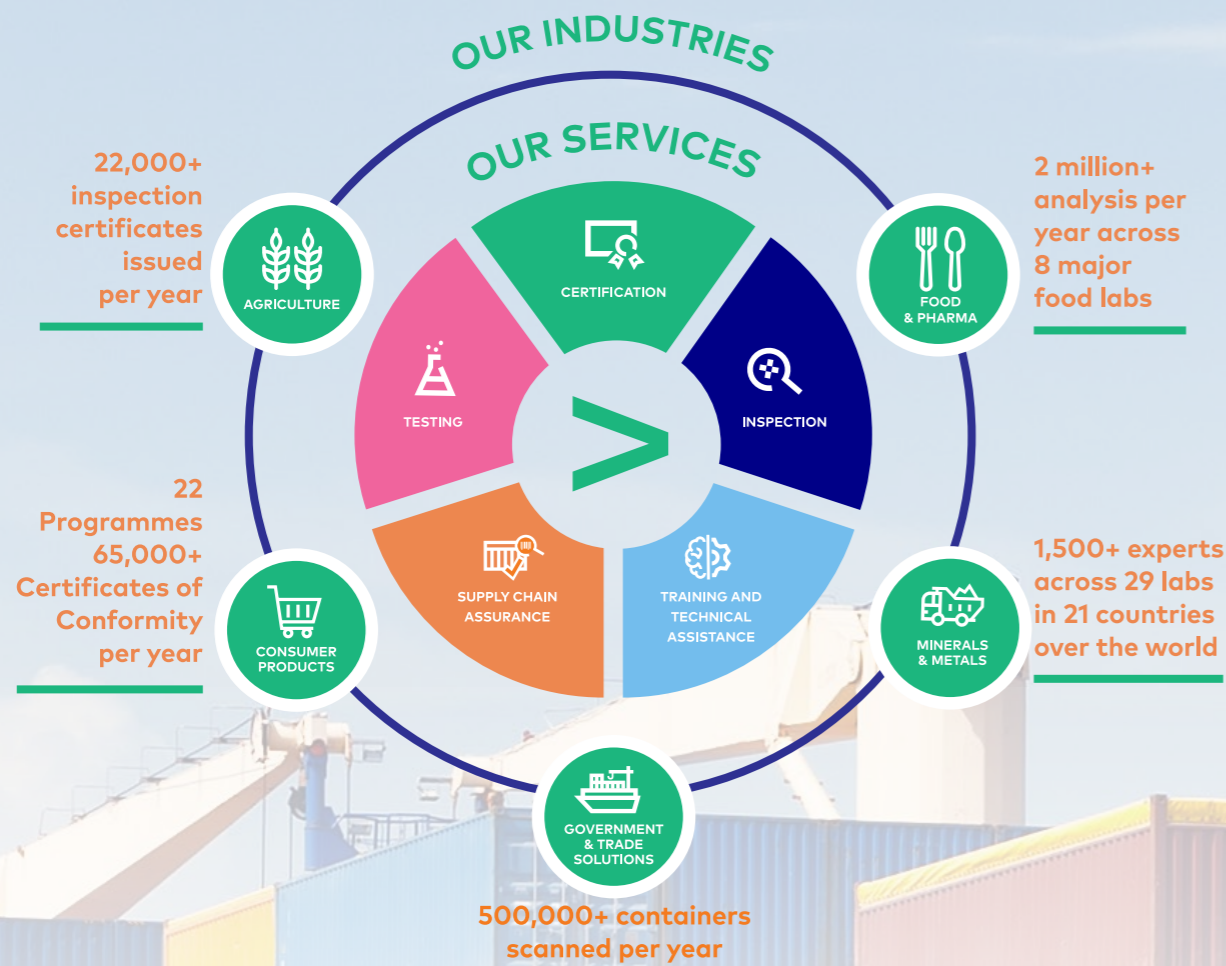 OUR INDUSTRIES
OUR SERVICES
22,000+
inspection
certificates
issued
per year
AGRICULTURE
CERTIFICATION
2 million+
analysis per
year across
8 major
food labs
FOOD
& PHARMA
TESTING
>
INSPECTION
22
Programmes
65,000+
Certificates of
Conformity
per year
CONSUMER
PRODUCTS
SUPPLY CHAIN
ASSURANCE
TRAINING AND
TECHNICAL
ASSISTANCE
1,500+ experts
across 29 labs
in 21 countries
over the world
MINERALS
& METALS
GOVERNMENT
& TRADE
SOLUTIONS
500,000+ containers
scanned per year